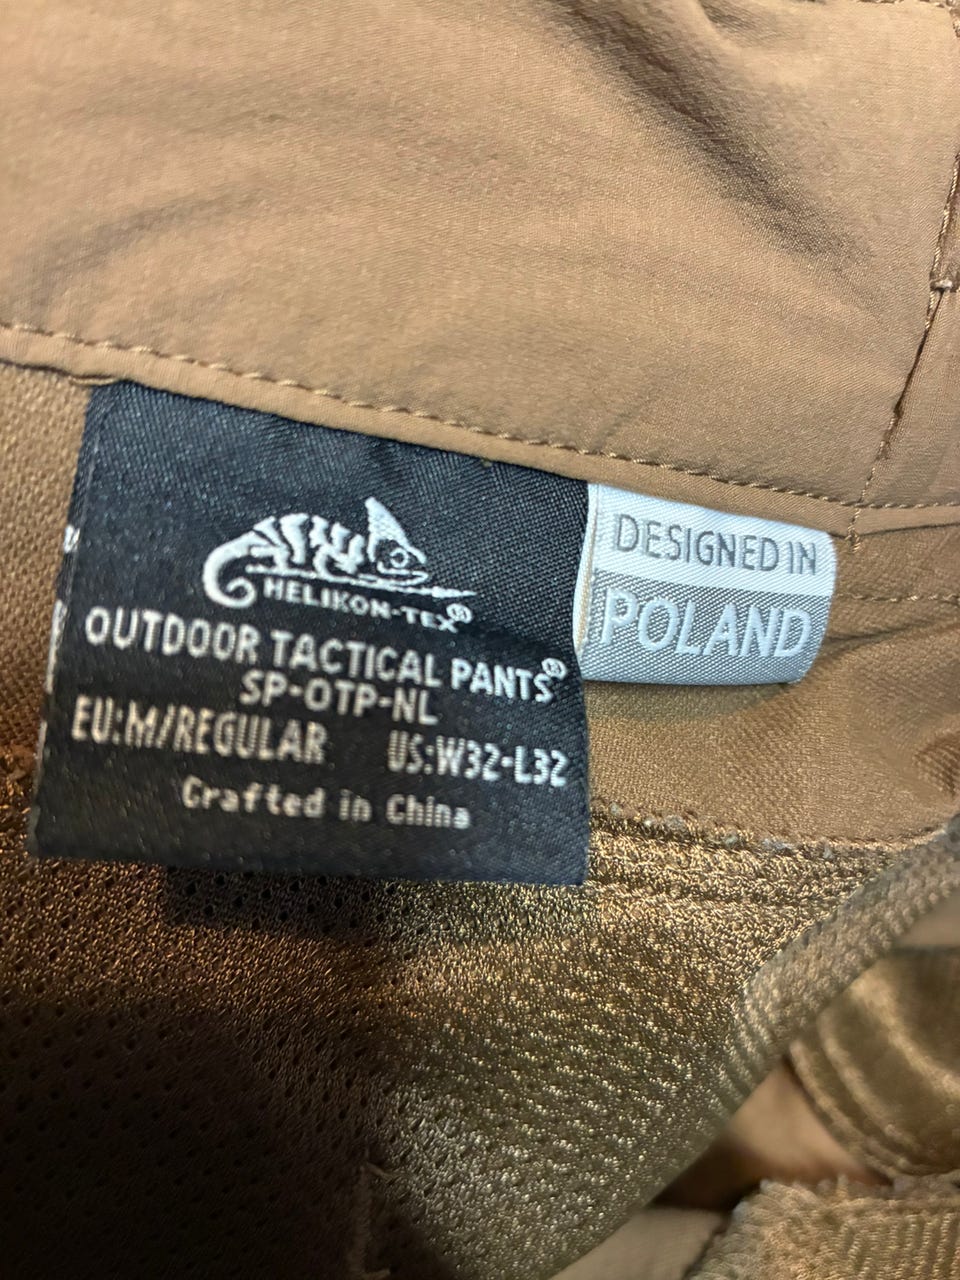 HELIKON-TEX®
OUTDOOR TACTICAL PANTS®
SP-OTP-NL
EU:M/REGULAR US:W32-L32
Crafted in China
DESIGNED IN
POLAND